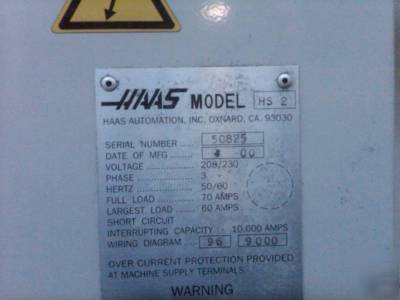 HAAS MODEL HS 2
HAAS AUTOMATION, INC. OXNARD, CA. 93030
SERIAL NUMBER .... 50825
DATE OF MFG .... 00
VOLTAGE .... 208/230
PHASE .... 3
HERTZ .... 50/60
FULL LOAD .... 70 AMPS
LARGEST LOAD .... 60 AMPS
SHORT CIRCUIT
INTERRUPTING CAPACITY .. 10,000 AMPS
WIRING DIAGRAM .. 96 9000
OVER CURRENT PROTECTION PROVIDED
AT MACHINE SUPPLY TERMINALS.
WARNING